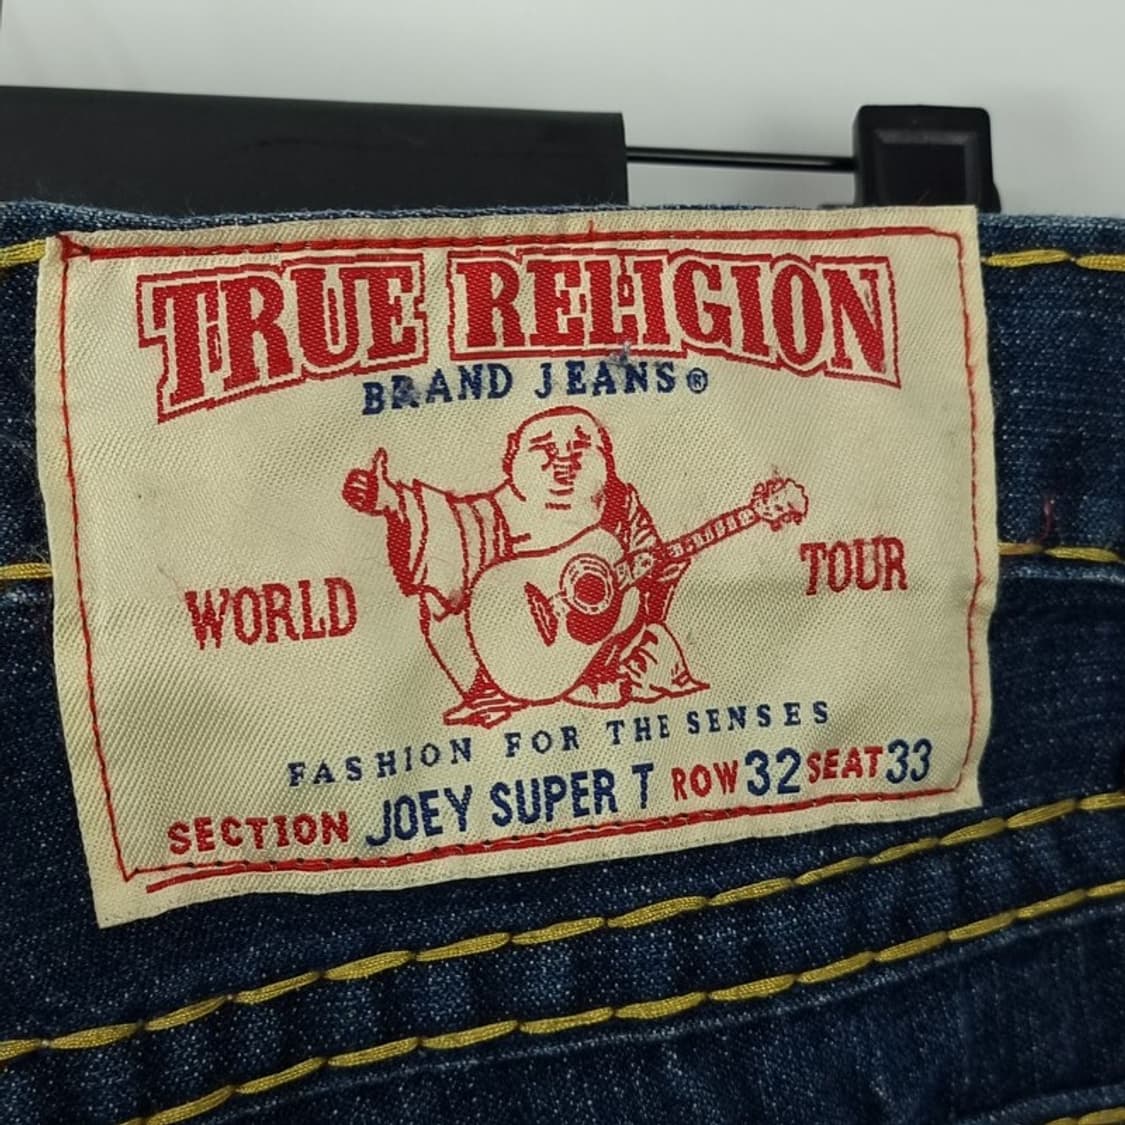 TRUE RELIGION
BRAND JEANS®
WORLD TOUR
FASHION FOR THE SENSES
SECTION JOEY SUPER T ROW 32 SEAT 33